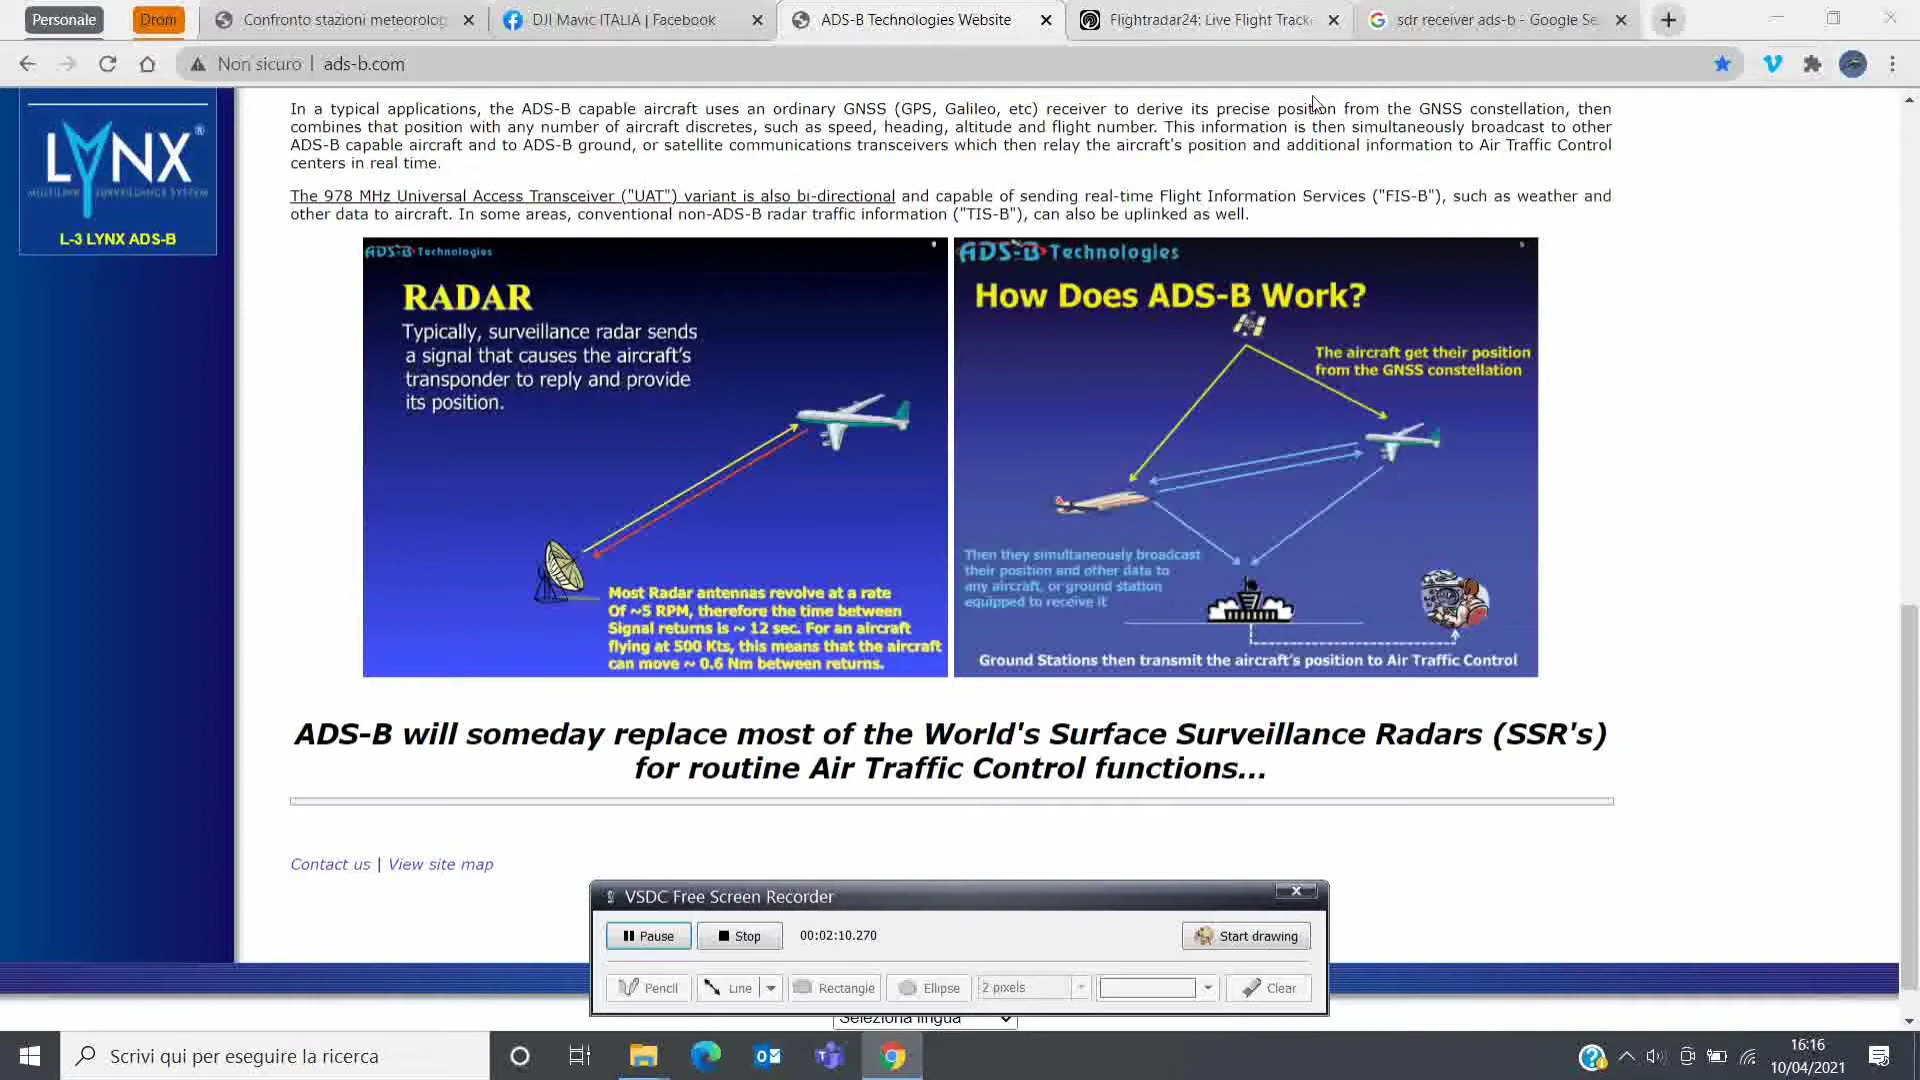 Personale
Droni
Confronto stazioni meteorolog
DJI Mavic ITALIA | Facebook
ADS-B Technologies Website
Flightradar24: Live Flight Track
sdr receiver ads-b - Google Se
Non sicuro | ads-b.com
LYNX®
MULTILINK SURVEILLANCE SYSTEM
L-3 LYNX ADS-B
In a typical applications, the ADS-B capable aircraft uses an ordinary GNSS (GPS, Galileo, etc) receiver to derive its precise position from the GNSS constellation, then
combines that position with any number of aircraft discretes, such as speed, heading, altitude and flight number. This information is then simultaneously broadcast to other
ADS-B capable aircraft and to ADS-B ground, or satellite communications transceivers which then relay the aircraft's position and additional information to Air Traffic Control
centers in real time.
The 978 MHz Universal Access Transceiver ("UAT") variant is also bi-directional and capable of sending real-time Flight Information Services ("FIS-B"), such as weather and
other data to aircraft. In some areas, conventional non-ADS-B radar traffic information ("TIS-B"), can also be uplinked as well.
ADS-B Technologies
RADAR
Typically, surveillance radar sends
a signal that causes the aircraft's
transponder to reply and provide
its position.
Most Radar antennas revolve at a rate
Of ~5 RPM, therefore the time between
Signal returns is ~ 12 sec. For an aircraft
flying at 500 Kts, this means that the aircraft
can move ~ 0.6 Nm between returns.
ADS-B Technologies
How Does ADS-B Work?
The aircraft get their position
from the GNSS constellation
Then they simultaneously broadcast
their position and other data to
any aircraft, or ground station
equipped to receive it
Ground Stations then transmit the aircraft's position to Air Traffic Control
ADS-B will someday replace most of the World's Surface Surveillance Radars (SSR's)
for routine Air Traffic Control functions...
Contact us | View site map
VSDC Free Screen Recorder
Pause
Stop
00:02:10.270
Start drawing
Pencil
Line
Rectangle
Ellipse
2 pixels
Clear
Seleziona lingua
Scrivi qui per eseguire la ricerca
16:16
10/04/2021